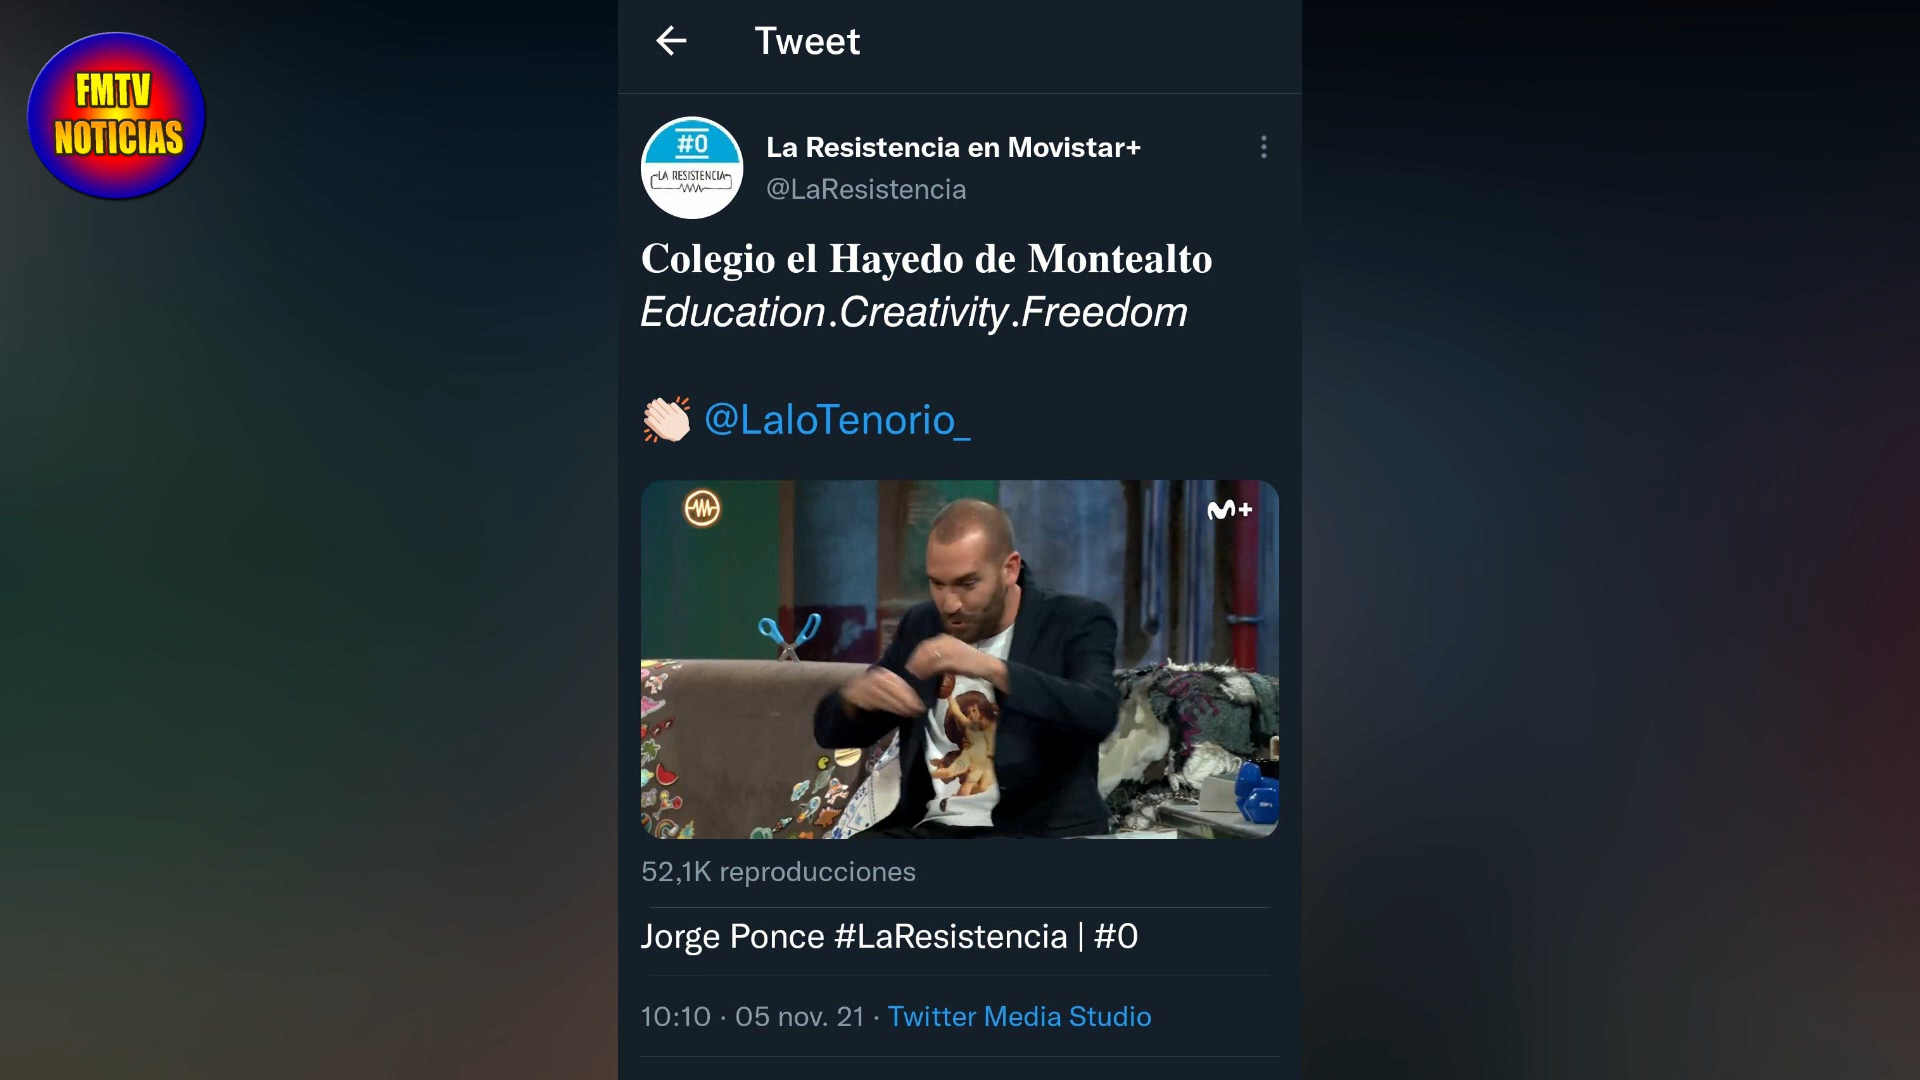 FMTV
NOTICIAS
Tweet
#0
LA RESISTENCIA
La Resistencia en Movistar+
@LaResistencia
Colegio el Hayedo de Montealto
Education.Creativity.Freedom
@LaloTenorio_
M+
52,1K reproducciones
Jorge Ponce #LaResistencia | #0
10:10 · 05 nov. 21 · Twitter Media Studio